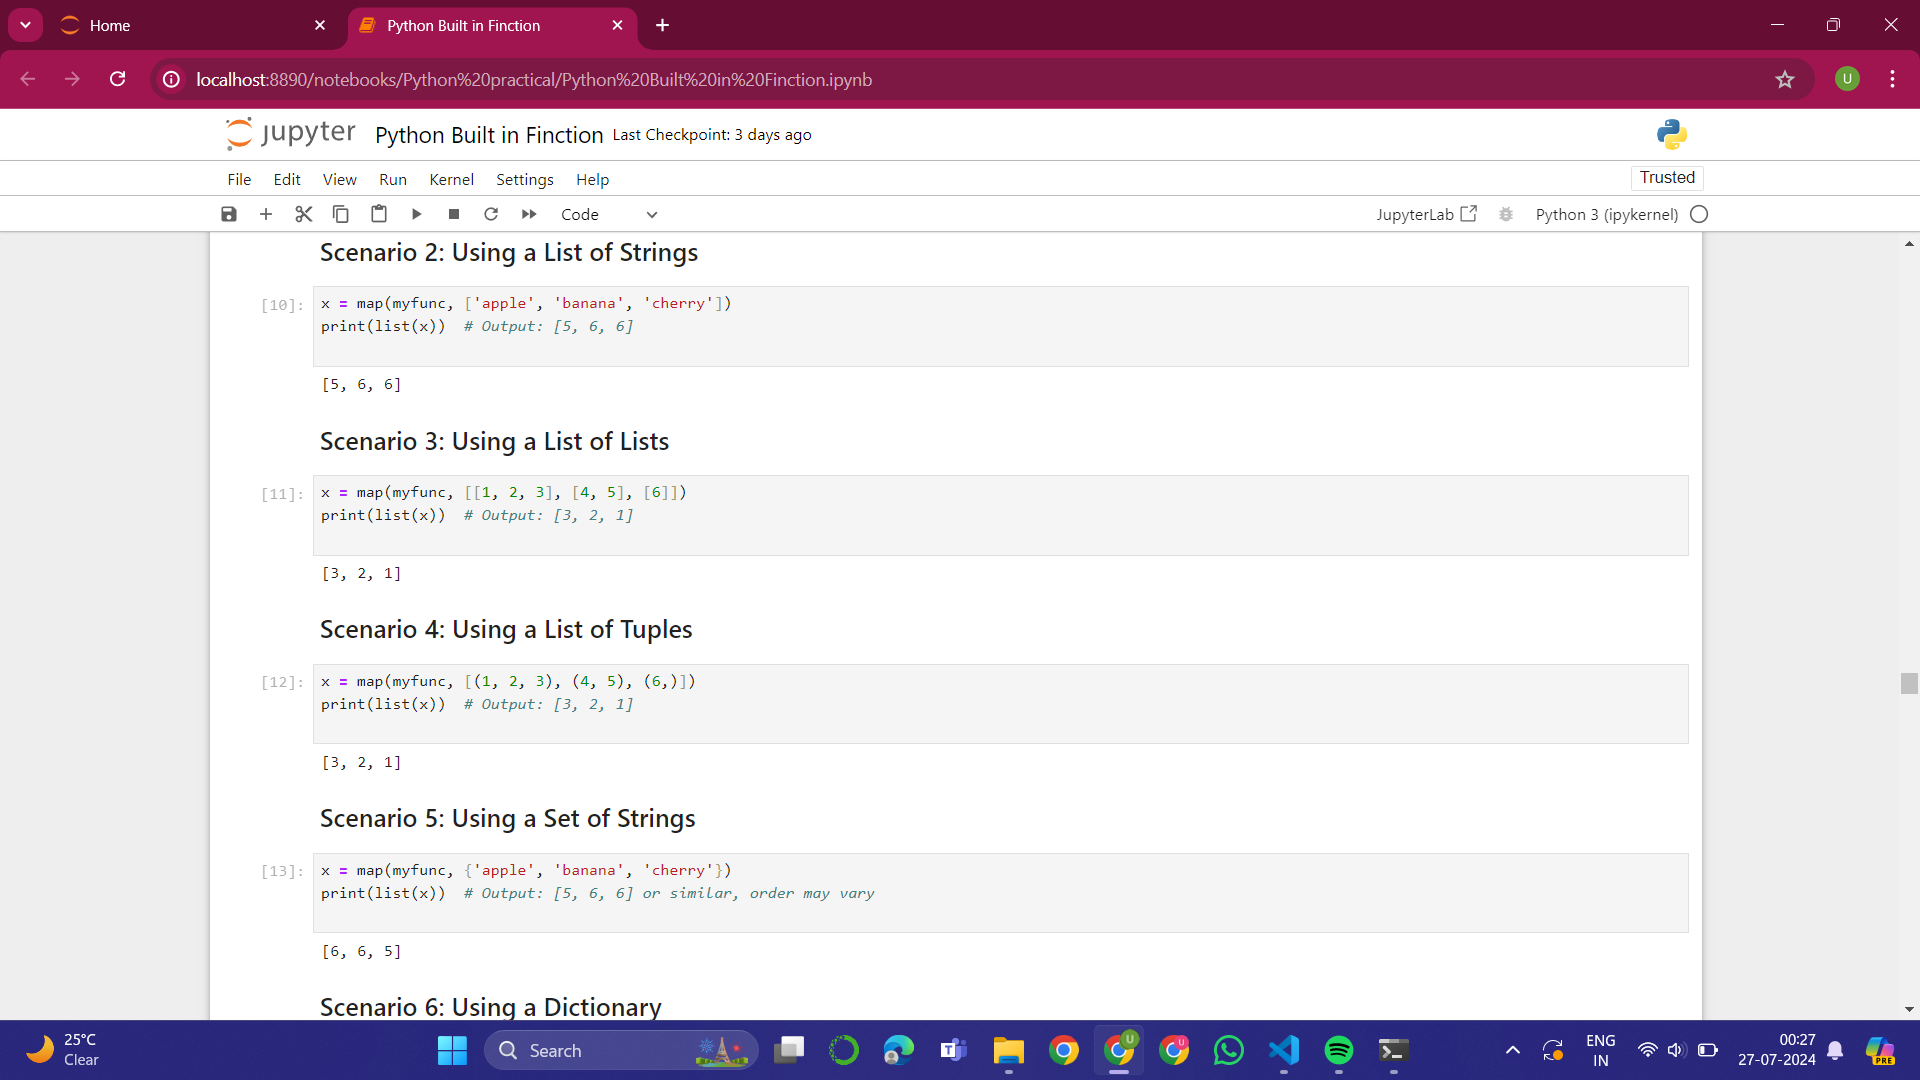 Home
Python Built in Finction
localhost:8890/notebooks/Python%20practical/Python%20Built%20in%20Finction.ipynb
U
jupyter Python Built in Finction Last Checkpoint: 3 days ago
File Edit View Run Kernel Settings Help
Trusted
Code
JupyterLab
Python 3 (ipykernel)
Scenario 2: Using a List of Strings
[10]: x = map(myfunc, ['apple', 'banana', 'cherry'])
print(list(x))  # Output: [5, 6, 6]
[5, 6, 6]
Scenario 3: Using a List of Lists
[11]: x = map(myfunc, [[1, 2, 3], [4, 5], [6]])
print(list(x))  # Output: [3, 2, 1]
[3, 2, 1]
Scenario 4: Using a List of Tuples
[12]: x = map(myfunc, [(1, 2, 3), (4, 5), (6,)])
print(list(x))  # Output: [3, 2, 1]
[3, 2, 1]
Scenario 5: Using a Set of Strings
[13]: x = map(myfunc, {'apple', 'banana', 'cherry'})
print(list(x))  # Output: [5, 6, 6] or similar, order may vary
[6, 6, 5]
Scenario 6: Using a Dictionary
25°C
Clear
Search
U
U
ENG
IN
00:27
27-07-2024
PRE